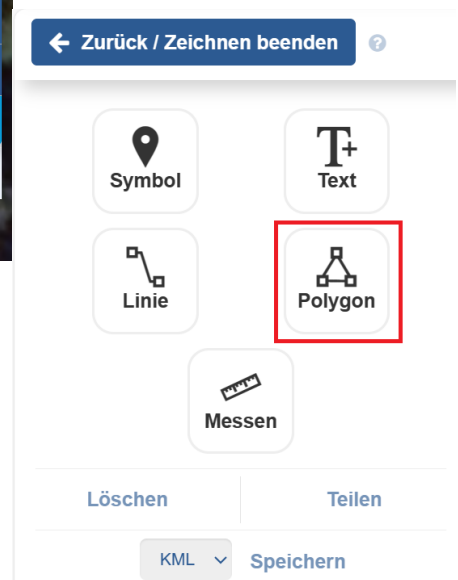 Zurück / Zeichnen beenden ?
Symbol
Text
Linie
Polygon
Messen
Löschen
Teilen
KML
Speichern